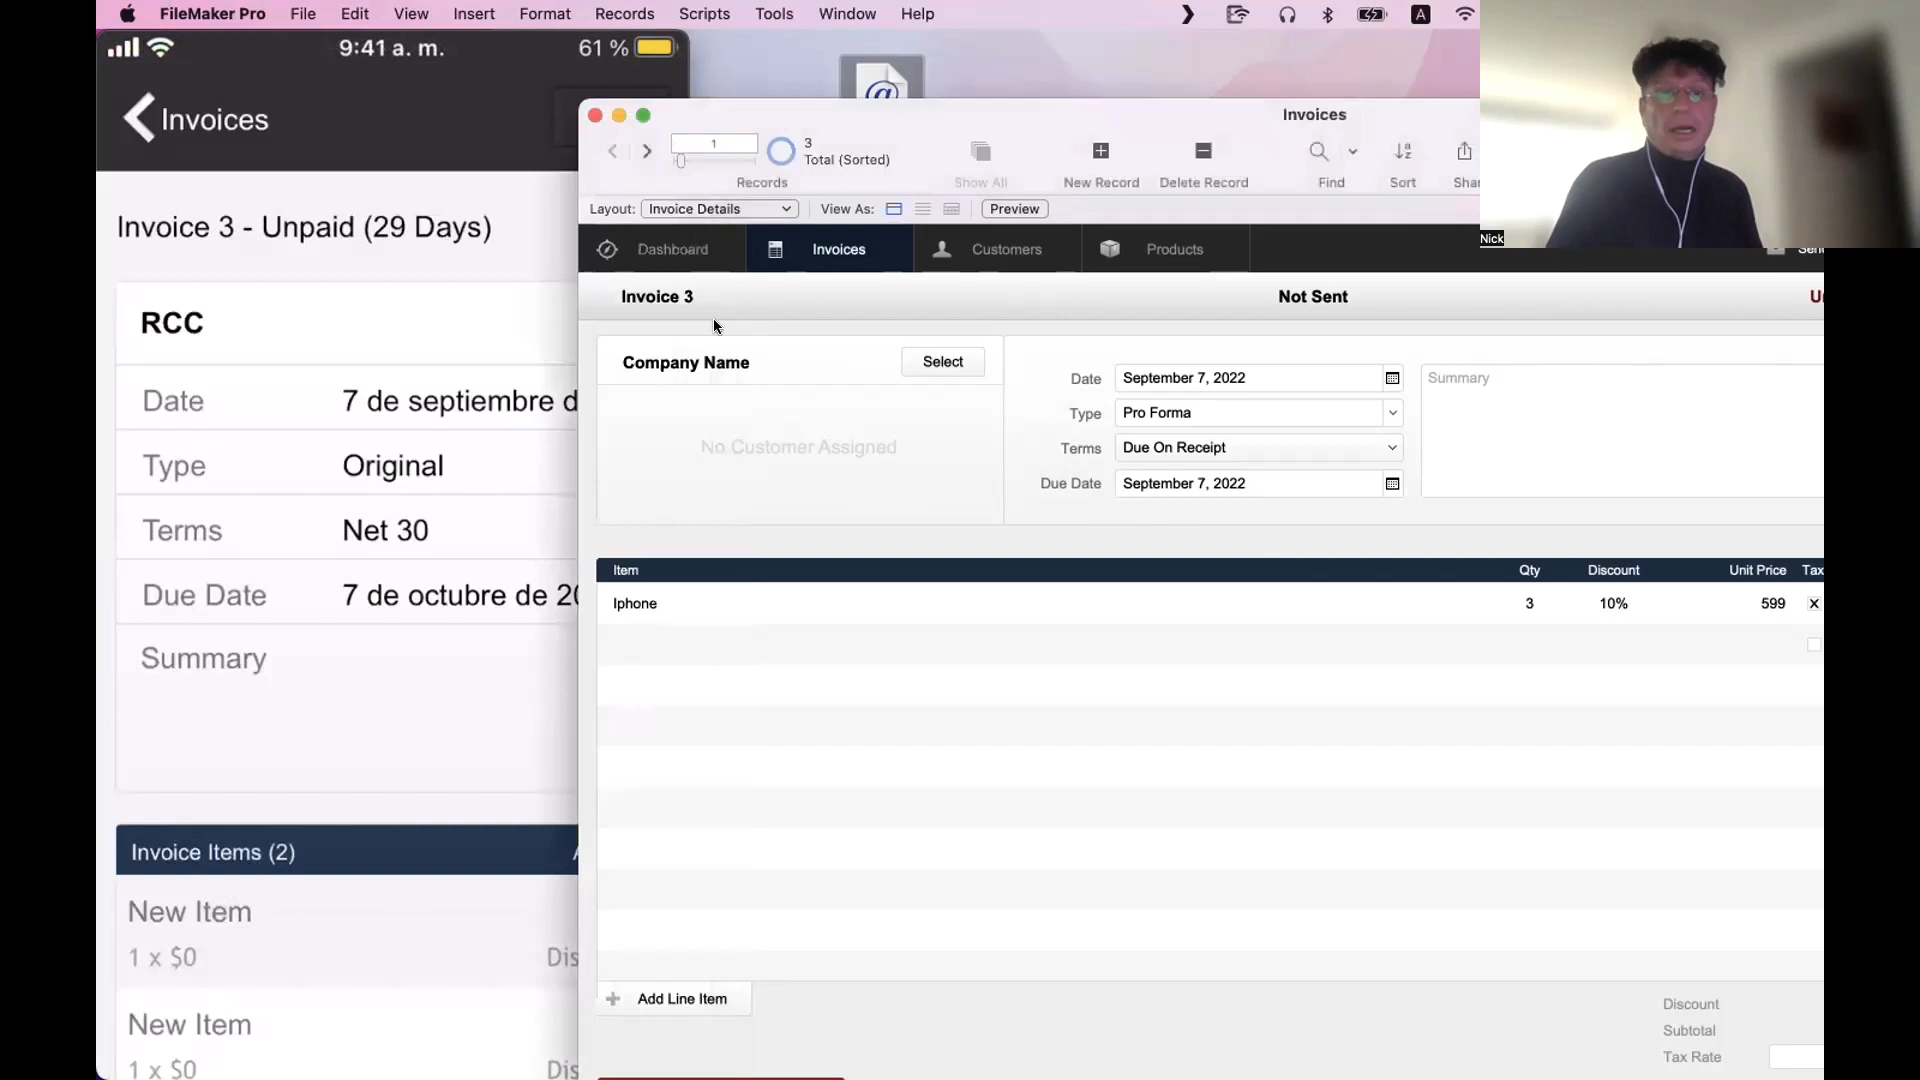 FileMaker Pro File Edit View Insert Format Records Scripts Tools Window Help
A
9:41 a. m.
61 %
Invoices
Invoice 3 - Unpaid (29 Days)
RCC
Date 7 de septiembre d
Type Original
Terms Net 30
Due Date 7 de octubre de 20
Summary
Invoice Items (2)
New Item
1 x $0 Dis
New Item
1 x $0 Dis
Invoices
1
3
Total (Sorted)
Records
Show All
New Record
Delete Record
Find
Sort
Shar
Layout: Invoice Details View As: Preview
Dashboard Invoices Customers Products
Invoice 3 Not Sent
Company Name Select
No Customer Assigned
Date September 7, 2022
Type Pro Forma
Terms Due On Receipt
Due Date September 7, 2022
Summary
Item Qty Discount Unit Price Tax
Iphone 3 10% 599 X
Add Line Item
Discount
Subtotal
Tax Rate
Nick